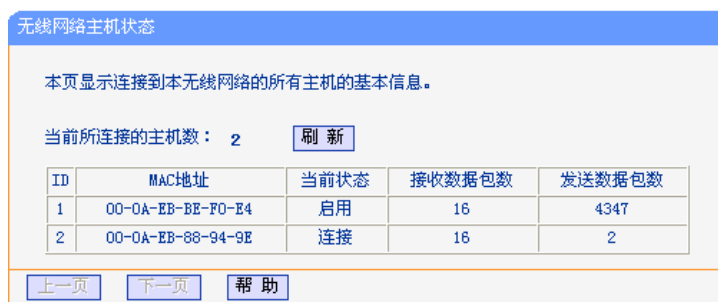 无线网络主机状态
本页显示连接到本无线网络的所有主机的基本信息。
当前所连接的主机数： 2 刷 新
ID MAC地址 当前状态 接收数据包数 发送数据包数
1 00-0A-EB-BE-F0-E4 启用 16 4347
2 00-0A-EB-88-94-9E 连接 16 2
上一页 下一页 帮 助